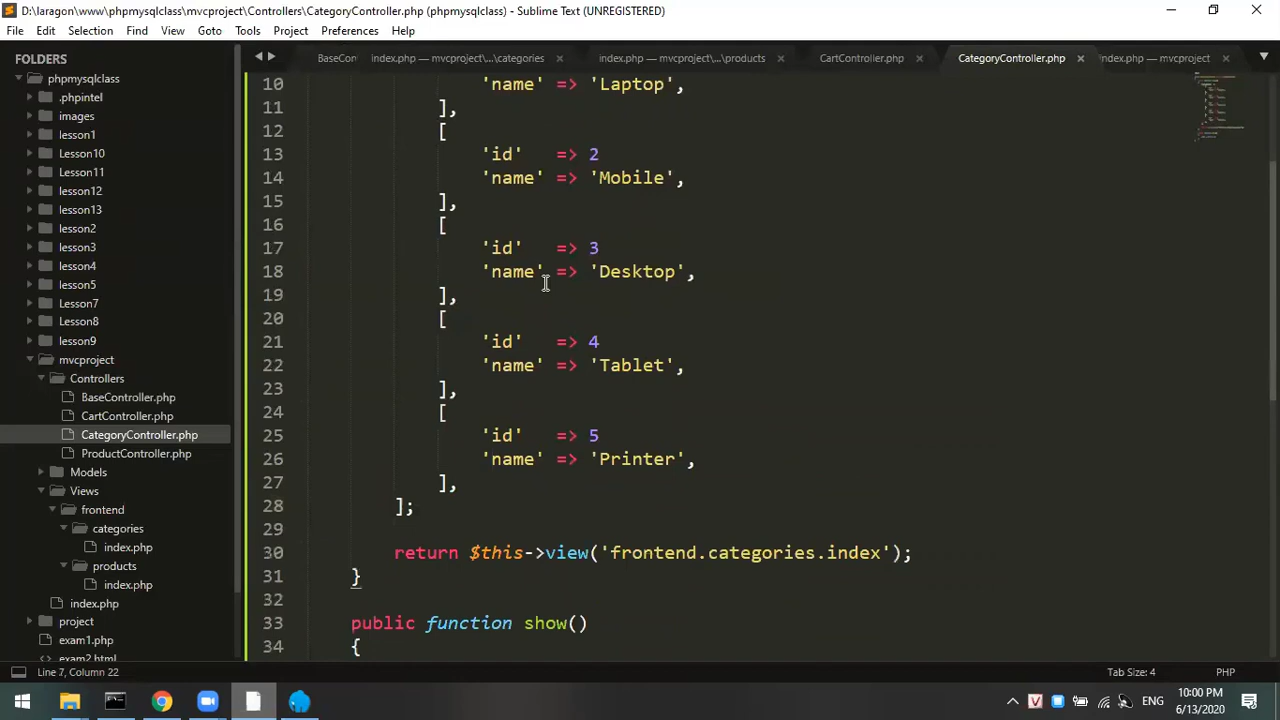 D:\laragon\www\phpmysqlclass\mvcproject\Controllers\CategoryController.php (phpmysqlclass) - Sublime Text (UNREGISTERED)
File Edit Selection Find View Goto Tools Project Preferences Help
FOLDERS
phpmysqlclass
.phpintel
images
lesson1
Lesson10
Lesson11
lesson12
lesson13
lesson2
lesson3
lesson4
lesson5
Lesson7
Lesson8
lesson9
mvcproject
Controllers
BaseController.php
CartController.php
CategoryController.php
ProductController.php
Models
Views
frontend
categories
index.php
products
index.php
index.php
project
exam1.php
exam2.html
BaseCon index.php — mvcproject\...\categories index.php — mvcproject\...\products CartController.php CategoryController.php index.php — mvcproject
10 'name' => 'Laptop',
11 ],
12 [
13 'id' => 2
14 'name' => 'Mobile',
15 ],
16 [
17 'id' => 3
18 'name' => 'Desktop',
19 ],
20 [
21 'id' => 4
22 'name' => 'Tablet',
23 ],
24 [
25 'id' => 5
26 'name' => 'Printer',
27 ],
28 ];
29
30 return $this->view('frontend.categories.index');
31 }
32
33 public function show()
34 {
Line 7, Column 22 Tab Size: 4 PHP
ENG 10:00 PM
6/13/2020